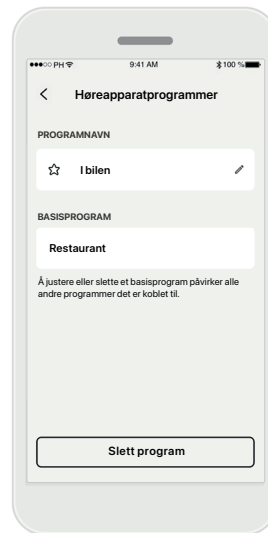 PH 9:41 AM 100 %
Høreapparatprogrammer
PROGRAMNAVN
I bilen
BASISPROGRAM
Restaurant
Å justere eller slette et basisprogram påvirker alle
andre programmer det er koblet til.
Slett program